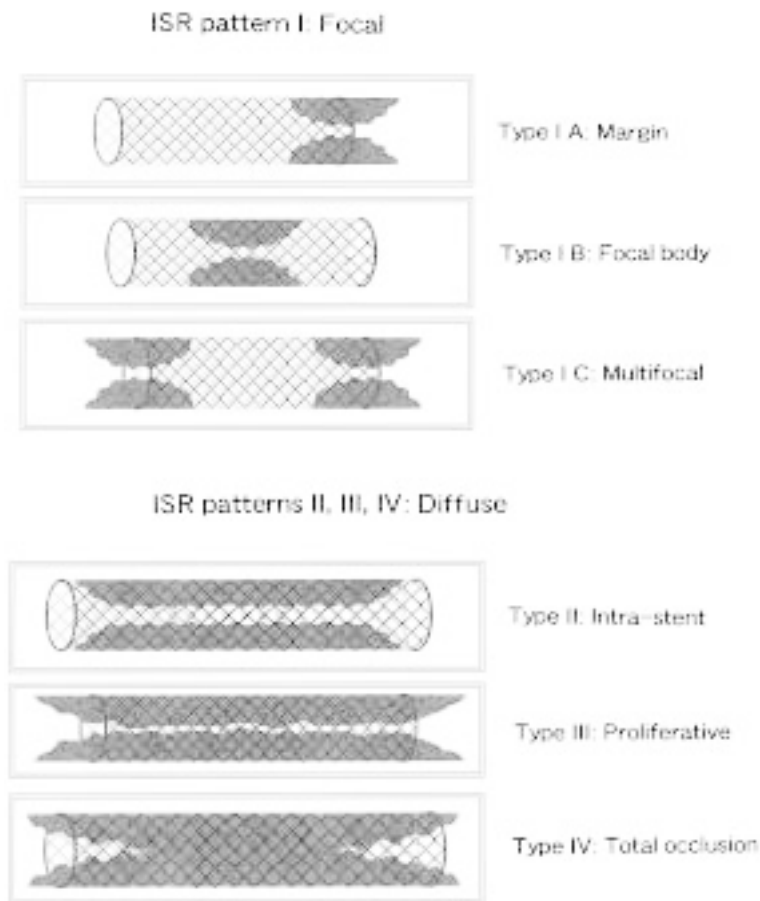 ISR pattern I: Focal
Type I A: Margin
Type I B: Focal body
Type I C: Multifocal
ISR patterns II, III, IV: Diffuse
Type II: Intra-stent
Type III: Proliferative
Type IV: Total occlusion